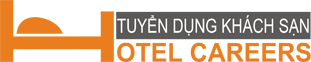 TUYỂN DỤNG KHÁCH SẠN
HOTEL CAREERS